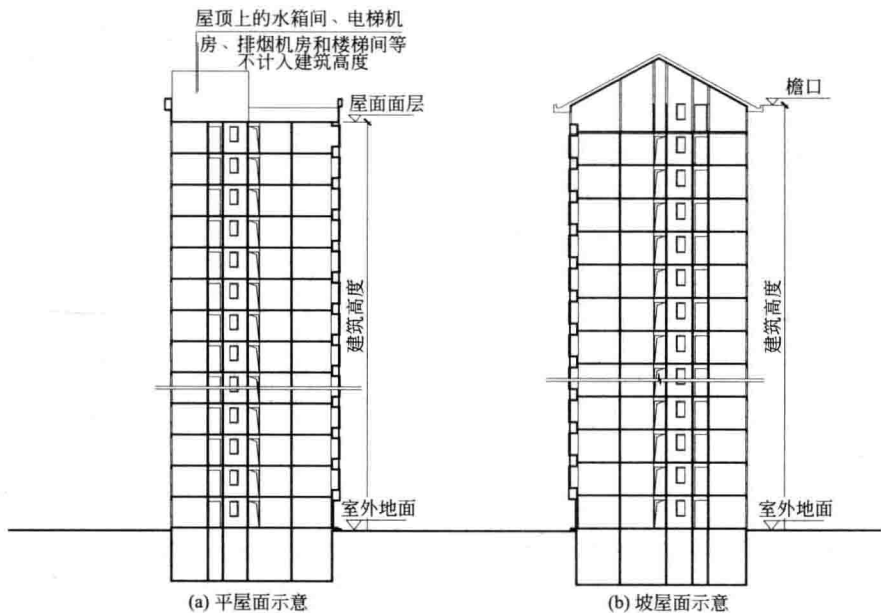 屋顶上的水箱间、电梯机
房、排烟机房和楼梯间等
不计入建筑高度
屋面面层
建筑高度
室外地面
(a) 平屋面示意
檐口
建筑高度
室外地面
(b) 坡屋面示意